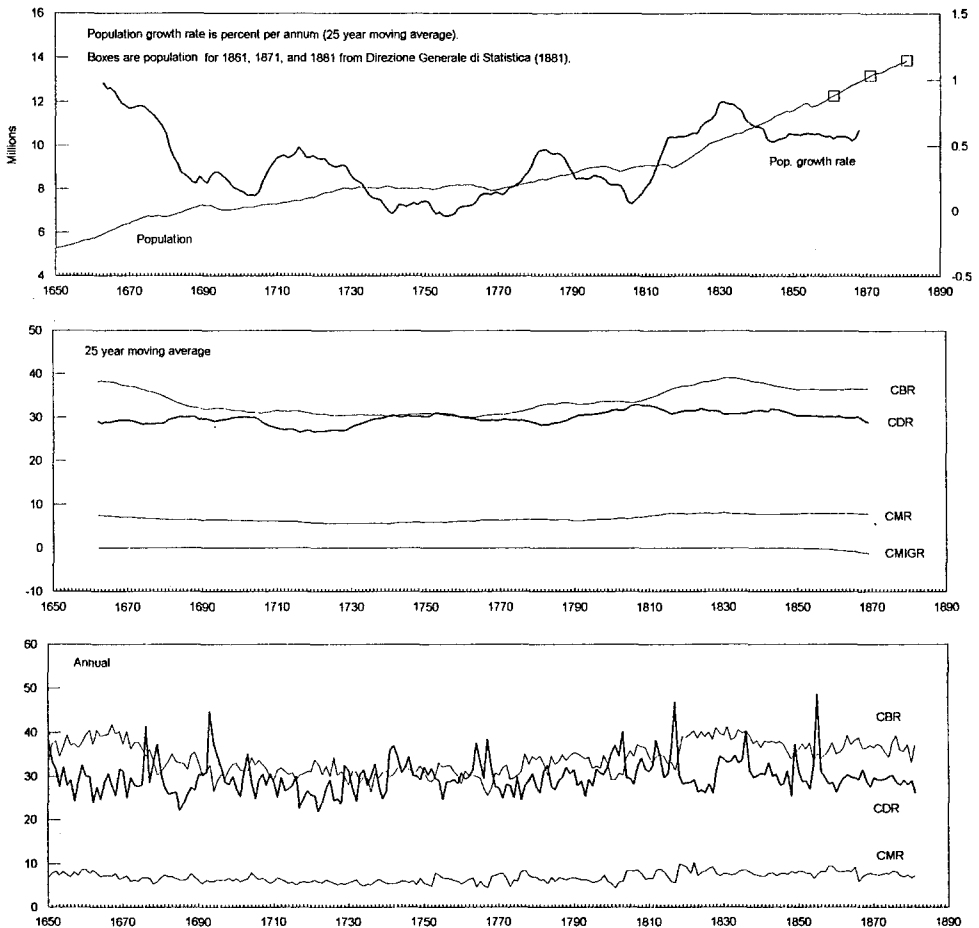 16
1.5
Population growth rate is percent per annum (25 year moving average).
Boxes are population for 1861, 1871, and 1881 from Direzione Generale di Statistica (1881).
14
1
12
Millions
10
0.5
Pop. growth rate
8
0
Population
6
4
-0.5
1650 1670 1690 1710 1730 1750 1770 1790 1810 1830 1850 1870 1890
50
25 year moving average
40
CBR
30
CDR
20
10
CMR
0
CMIGR
-10
1650 1670 1690 1710 1730 1750 1770 1790 1810 1830 1850 1870 1890
60
Annual
50
CBR
40
30
CDR
20
CMR
10
0
1650 1670 1690 1710 1730 1750 1770 1790 1810 1830 1850 1870 1890